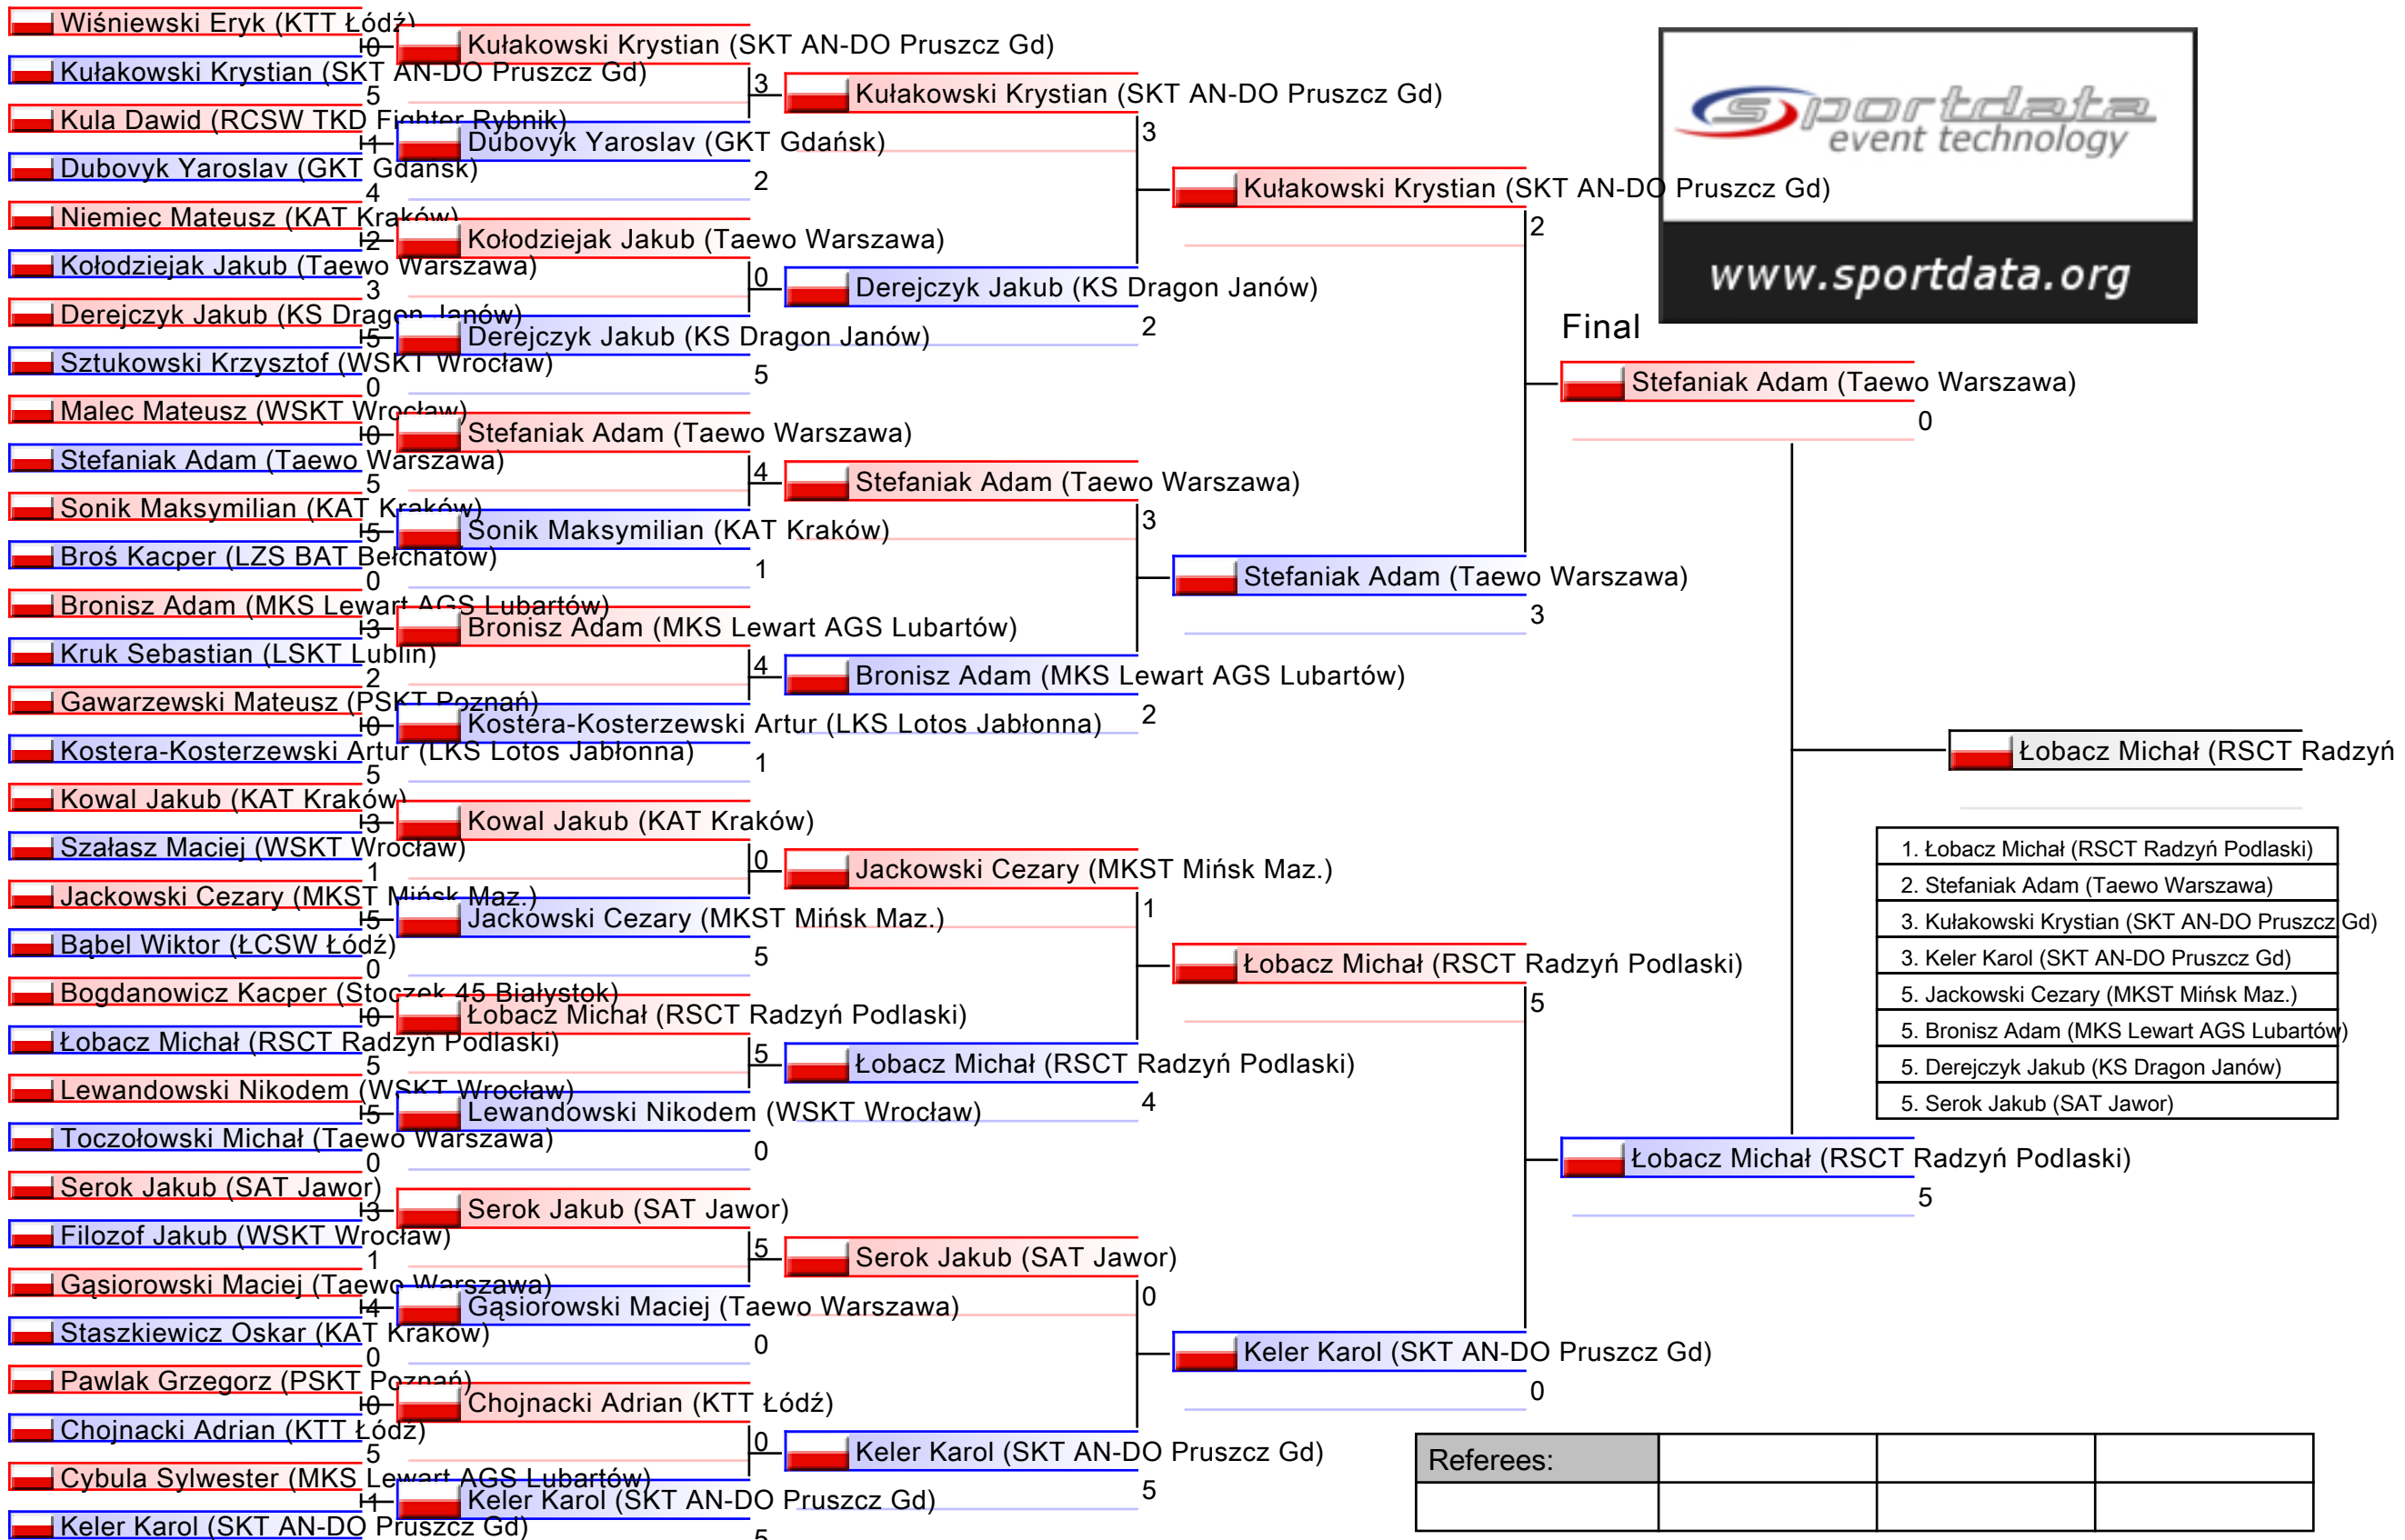 Wiśniewski Eryk (KTT Łódź)
0
Kułakowski Krystian (SKT AN-DO Pruszcz Gd)
5
Kula Dawid (RCSW TKD Fighter Rybnik)
1
Dubovyk Yaroslav (GKT Gdańsk)
4
Niemiec Mateusz (KAT Kraków)
2
Kołodziejak Jakub (Taewo Warszawa)
3
Derejczyk Jakub (KS Dragon Janów)
5
Sztukowski Krzysztof (WSKT Wrocław)
0
Malec Mateusz (WSKT Wrocław)
0
Stefaniak Adam (Taewo Warszawa)
5
Sonik Maksymilian (KAT Kraków)
5
Broś Kacper (LZS BAT Bełchatów)
0
Bronisz Adam (MKS Lewart AGS Lubartów)
3
Kruk Sebastian (LSKT Lublin)
2
Gawarzewski Mateusz (PSKT Poznań)
0
Kostera-Kosterzewski Artur (LKS Lotos Jabłonna)
5
Kowal Jakub (KAT Kraków)
3
Szałasz Maciej (WSKT Wrocław)
1
Jackowski Cezary (MKST Mińsk Maz.)
5
Bąbel Wiktor (ŁCSW Łódź)
0
Bogdanowicz Kacper (Stoczek 45 Białystok)
0
Łobacz Michał (RSCT Radzyń Podlaski)
5
Lewandowski Nikodem (WSKT Wrocław)
5
Toczołowski Michał (Taewo Warszawa)
0
Serok Jakub (SAT Jawor)
3
Filozof Jakub (WSKT Wrocław)
1
Gąsiorowski Maciej (Taewo Warszawa)
4
Staszkiewicz Oskar (KAT Kraków)
0
Pawlak Grzegorz (PSKT Poznań)
0
Chojnacki Adrian (KTT Łódź)
5
Cybula Sylwester (MKS Lewart AGS Lubartów)
1
Keler Karol (SKT AN-DO Pruszcz Gd)
Kułakowski Krystian (SKT AN-DO Pruszcz Gd)
3
Dubovyk Yaroslav (GKT Gdańsk)
2
Kołodziejak Jakub (Taewo Warszawa)
0
Derejczyk Jakub (KS Dragon Janów)
5
Stefaniak Adam (Taewo Warszawa)
4
Sonik Maksymilian (KAT Kraków)
1
Bronisz Adam (MKS Lewart AGS Lubartów)
4
Kostera-Kosterzewski Artur (LKS Lotos Jabłonna)
1
Kowal Jakub (KAT Kraków)
0
Jackowski Cezary (MKST Mińsk Maz.)
5
Łobacz Michał (RSCT Radzyń Podlaski)
5
Lewandowski Nikodem (WSKT Wrocław)
0
Serok Jakub (SAT Jawor)
5
Gąsiorowski Maciej (Taewo Warszawa)
0
Chojnacki Adrian (KTT Łódź)
0
Keler Karol (SKT AN-DO Pruszcz Gd)
5
Kułakowski Krystian (SKT AN-DO Pruszcz Gd)
3
Derejczyk Jakub (KS Dragon Janów)
2
Stefaniak Adam (Taewo Warszawa)
3
Bronisz Adam (MKS Lewart AGS Lubartów)
2
Jackowski Cezary (MKST Mińsk Maz.)
1
Łobacz Michał (RSCT Radzyń Podlaski)
4
Serok Jakub (SAT Jawor)
0
Keler Karol (SKT AN-DO Pruszcz Gd)
5
Kułakowski Krystian (SKT AN-DO Pruszcz Gd)
2
Stefaniak Adam (Taewo Warszawa)
3
Łobacz Michał (RSCT Radzyń Podlaski)
5
Keler Karol (SKT AN-DO Pruszcz Gd)
0
sportdata
event technology
www.sportdata.org
Final
Stefaniak Adam (Taewo Warszawa)
0
Łobacz Michał (RSCT Radzyń Podlaski)
5
Łobacz Michał (RSCT Radzyń
1. Łobacz Michał (RSCT Radzyń Podlaski)
2. Stefaniak Adam (Taewo Warszawa)
3. Kułakowski Krystian (SKT AN-DO Pruszcz Gd)
3. Keler Karol (SKT AN-DO Pruszcz Gd)
5. Jackowski Cezary (MKST Mińsk Maz.)
5. Bronisz Adam (MKS Lewart AGS Lubartów)
5. Derejczyk Jakub (KS Dragon Janów)
5. Serok Jakub (SAT Jawor)
Referees: